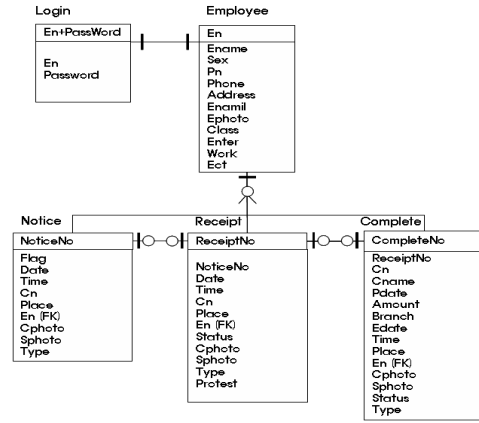 Login
En+PassWord
En
Password
Employee
En
Ename
Sex
Pn
Phone
Address
Enamil
Ephoto
Class
Enter
Work
Ect
Notice
NoticeNo
Flag
Date
Time
Cn
Place
En (FK)
Cphoto
Sphoto
Type
Receipt
ReceiptNo
NoticeNo
Date
Time
Cn
Place
En (FK)
Status
Cphoto
Sphoto
Type
Protest
Complete
CompleteNo
ReceiptNo
Cn
Cname
Pdate
Amount
Branch
Edate
Time
Place
En (FK)
Cphoto
Sphoto
Status
Type